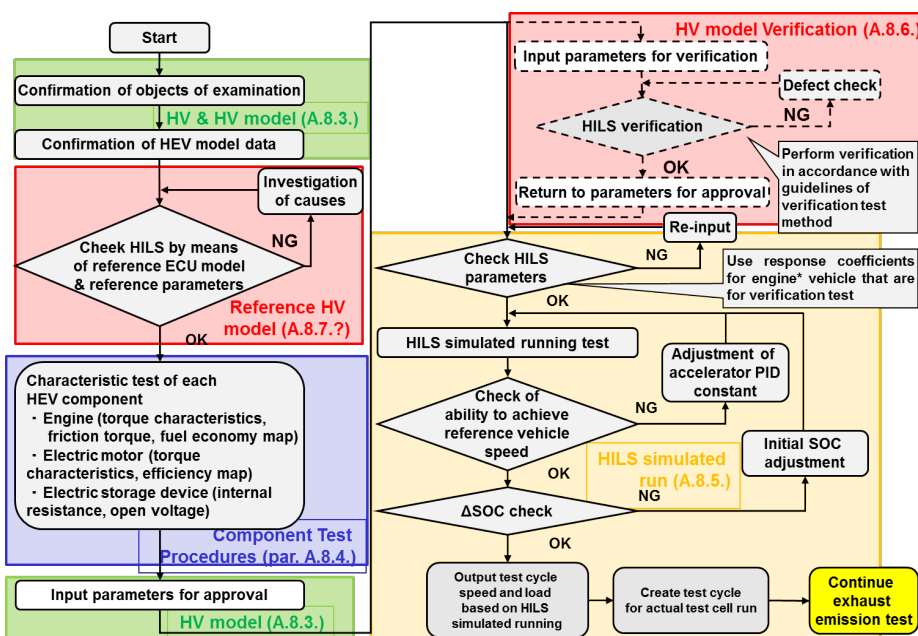 Start
Confirmation of objects of examination
HV & HV model (A.8.3.)
Confirmation of HEV model data
Investigation
of causes
NG
Cheek HILS by means
of reference ECU model
& reference parameters
Reference HV
model (A.8.7.?)
OK
Characteristic test of each
HEV component
- Engine (torque characteristics,
friction torque, fuel economy map)
- Electric motor (torque
characteristics, efficiency map)
- Electric storage device (internal
resistance, open voltage)
Component Test
Procedures (par. A.8.4.)
Input parameters for approval
HV model (A.8.3.)
HV model Verification (A.8.6.)
Input parameters for verification
Defect check
NG
HILS verification
OK
Perform verification
in accordance with
guidelines of
verification test
method
Return to parameters for approval
Re-input
NG
Check HILS
parameters
Use response coefficients
for engine* vehicle that are
for verification test
OK
HILS simulated running test
Adjustment of
accelerator PID
constant
NG
Check of
ability to achieve
reference vehicle
speed
Initial SOC
adjustment
OK
HILS simulated
run (A.8.5.)
NG
ΔSOC check
OK
Output test cycle
speed and load
based on HILS
simulated running
Create test cycle
for actual test cell run
Continue
exhaust
emission test